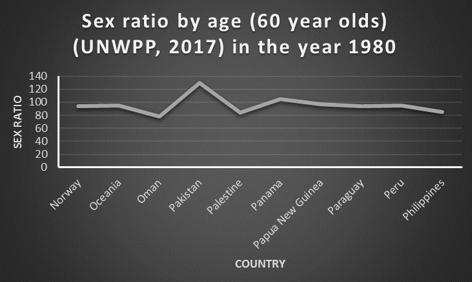 Sex ratio by age (60 year olds)
(UNWPP, 2017) in the year 1980
SEX RATIO
140
120
100
80
60
40
20
0
Norway
Oceania
Oman
Pakistan
Palestine
Panama
Papua New Guinea
Paraguay
Peru
Philippines
COUNTRY